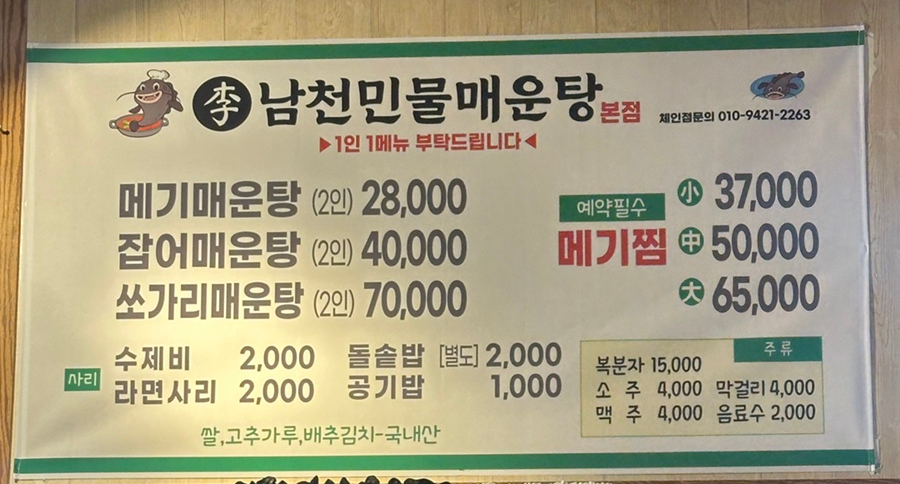 李 남천민물매운탕 본점
체인점문의 010-9421-2263
▶1인 1메뉴 부탁드립니다◀
메기매운탕 (2인) 28,000
잡어매운탕 (2인) 40,000
쏘가리매운탕 (2인) 70,000
예약필수
메기찜
小 37,000
中 50,000
大 65,000
사리
수제비 2,000
라면사리 2,000
돌솥밥 [별도] 2,000
공기밥 1,000
주류
복분자 15,000
소 주 4,000 막걸리 4,000
맥 주 4,000 음료수 2,000
쌀,고추가루,배추김치-국내산